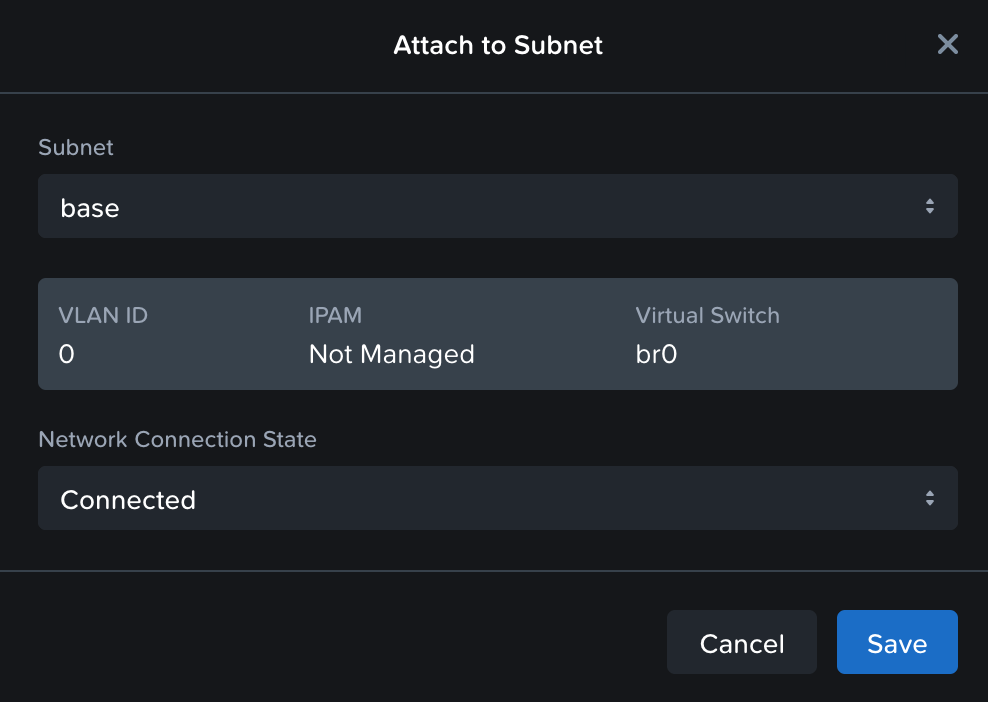 Attach to Subnet
Subnet
base
VLAN ID IPAM Virtual Switch
0 Not Managed br0
Network Connection State
Connected
Cancel Save